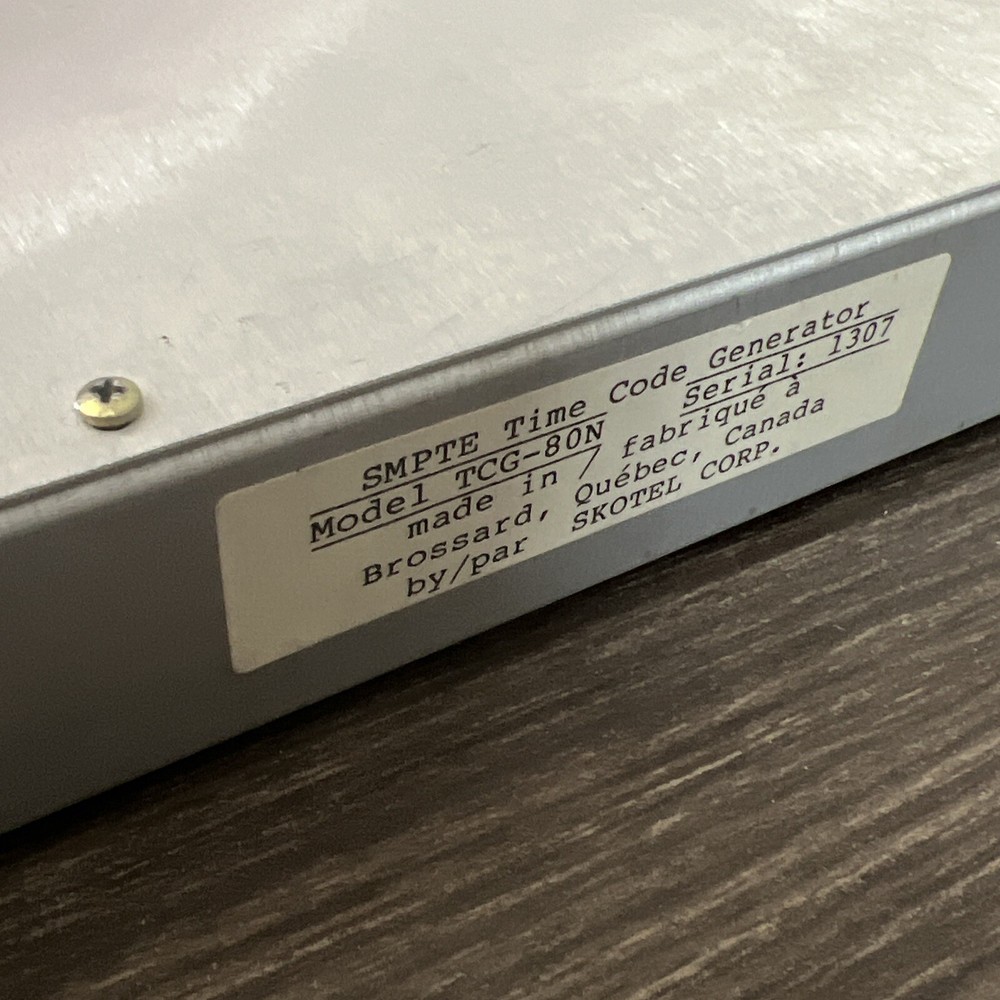 SMPTE Time Code Generator
Model TCG-80N Serial: 1307
made in / fabriqué à
Brossard, Québec, Canada
by/par SKOTEL CORP.